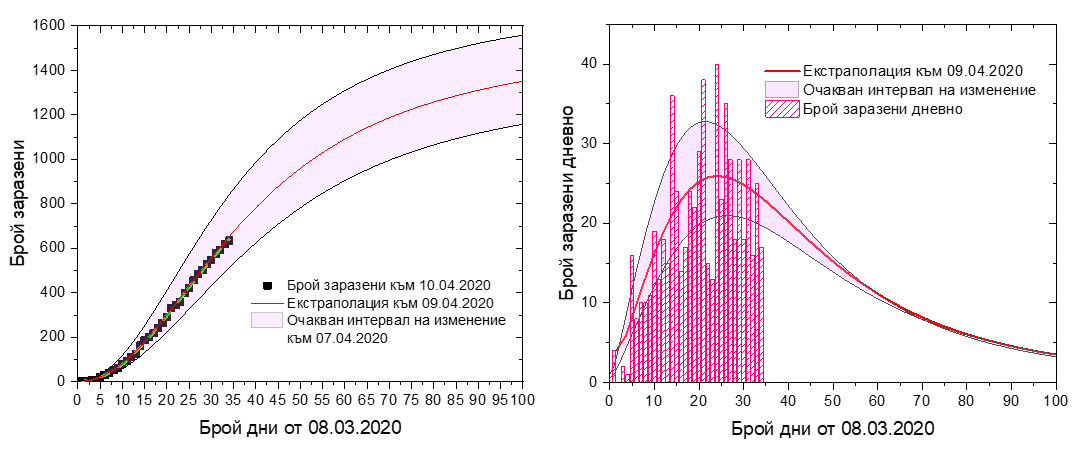 1600
1400
1200
1000
800
600
400
200
0
Брой заразени
0 5 10 15 20 25 30 35 40 45 50 55 60 65 70 75 80 85 90 95 100
Брой дни от 08.03.2020
Брой заразени към 10.04.2020
Екстраполация към 09.04.2020
Очакван интервал на изменение
към 07.04.2020
40
30
20
10
0
Брой заразени дневно
0 10 20 30 40 50 60 70 80 90 100
Брой дни от 08.03.2020
Екстраполация към 09.04.2020
Очакван интервал на изменение
Брой заразени дневно